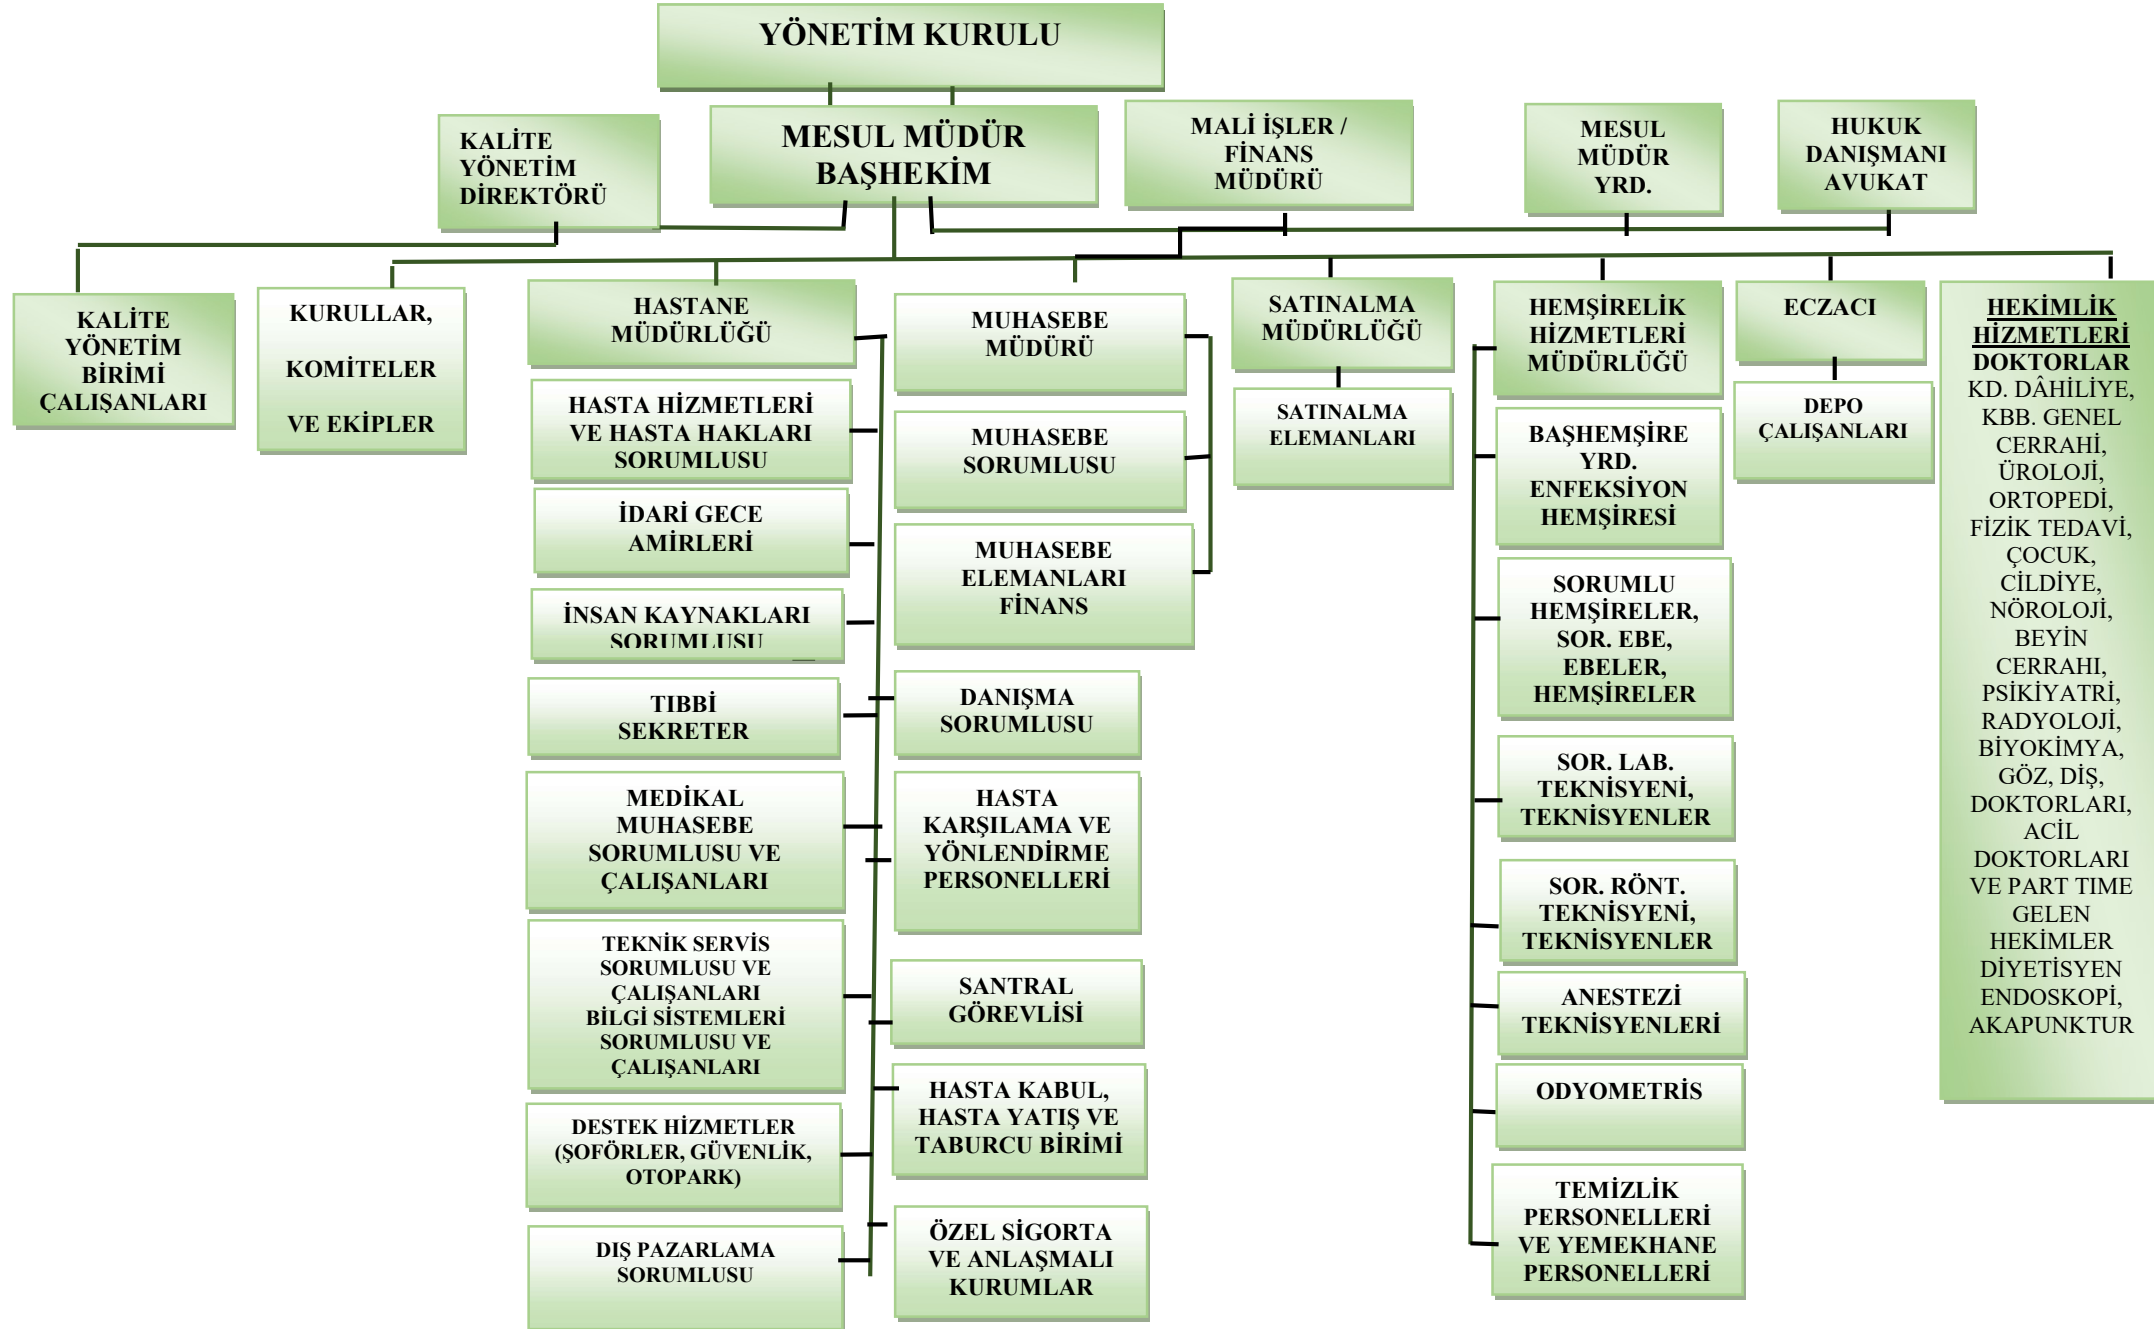 YÖNETİM KURULU
KALİTE
YÖNETİM
DİREKTÖRÜ
MESUL MÜDÜR
BAŞHEKİM
MALİ İŞLER /
FİNANS
MÜDÜRÜ
MESUL
MÜDÜR
YRD.
HUKUK
DANIŞMANI
AVUKAT
KALİTE
YÖNETİM
BİRİMİ
ÇALIŞANLARI
KURULLAR,
KOMİTELER
VE EKİPLER
HASTANE
MÜDÜRLÜĞÜ
HASTA HİZMETLERİ
VE HASTA HAKLARI
SORUMLUSU
İDARİ GECE
AMİRLERİ
İNSAN KAYNAKLARI
SORUMLUSU
TIBBİ
SEKRETER
MEDİKAL
MUHASEBE
SORUMLUSU VE
ÇALIŞANLARI
TEKNİK SERVİS
SORUMLUSU VE
ÇALIŞANLARI
BİLGİ SİSTEMLERİ
SORUMLUSU VE
ÇALIŞANLARI
DESTEK HİZMETLER
(ŞOFÖRLER, GÜVENLİK,
OTOPARK)
DIŞ PAZARLAMA
SORUMLUSU
MUHASEBE
MÜDÜRÜ
MUHASEBE
SORUMLUSU
MUHASEBE
ELEMANLARI
FİNANS
DANIŞMA
SORUMLUSU
HASTA
KARŞILAMA VE
YÖNLENDİRME
PERSONELLERİ
SANTRAL
GÖREVLİSİ
HASTA KABUL,
HASTA YATIŞ VE
TABURCU BİRİMİ
ÖZEL SİGORTA
VE ANLAŞMALI
KURUMLAR
SATINALMA
MÜDÜRLÜĞÜ
SATINALMA
ELEMANLARI
HEMŞİRELİK
HİZMETLERİ
MÜDÜRLÜĞÜ
BAŞHEMŞİRE
YRD.
ENFEKSİYON
HEMŞİRESİ
SORUMLU
HEMŞİRELER,
SOR. EBE,
EBELER,
HEMŞİRELER
SOR. LAB.
TEKNİSYENİ,
TEKNİSYENLER
SOR. RÖNT.
TEKNİSYENİ,
TEKNİSYENLER
ANESTEZİ
TEKNİSYENLERİ
ODYOMETRİS
TEMİZLİK
PERSONELLERİ
VE YEMEKHANE
PERSONELLERİ
ECZACI
DEPO
ÇALIŞANLARI
HEKİMLİK
HİZMETLERİ
DOKTORLAR
KD. DÂHİLİYE,
KBB. GENEL
CERRAHİ,
ÜROLOJİ,
ORTOPEDİ,
FİZİK TEDAVİ,
ÇOCUK,
CİLDİYE,
NÖROLOJİ,
BEYİN
CERRAHI,
PSİKİYATRİ,
RADYOLOJİ,
BİYOKİMYA,
GÖZ, DİŞ,
DOKTORLARI,
ACİL
DOKTORLARI
VE PART TIME
GELEN
HEKİMLER
DİYETİSYEN
ENDOSKOPİ,
AKAPUNKTUR